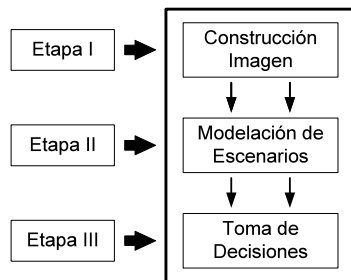 Etapa I
Construcción
Imagen
Etapa II
Modelación de
Escenarios
Etapa III
Toma de
Decisiones